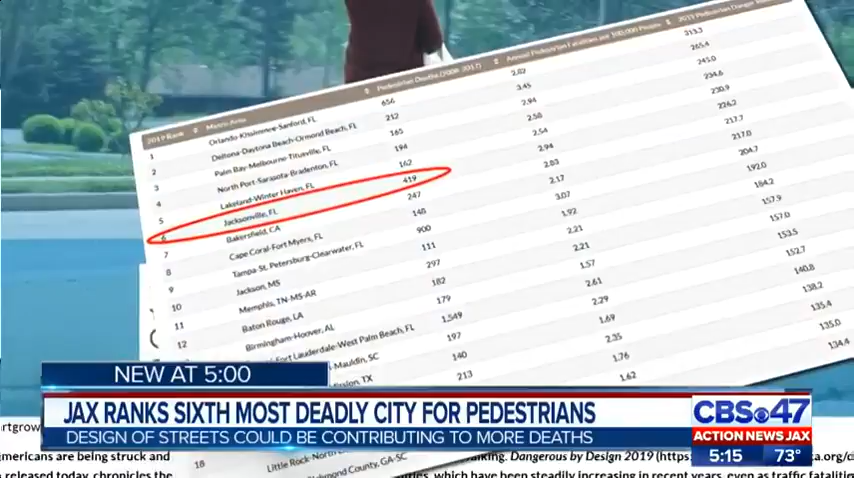 2019 Rank Metro Area Pedestrian Deaths (2008-2017) Annual Pedestrian Fatalities per 100,000 People 2019 Pedestrian Danger
1 Orlando-Kissimmee-Sanford, FL 656 2.82 313.3
2 Deltona-Daytona Beach-Ormond Beach, FL 212 3.45 265.4
3 Palm Bay-Melbourne-Titusville, FL 165 2.94 245.0
4 North Port-Sarasota-Bradenton, FL 194 2.58 234.6
5 Lakeland-Winter Haven, FL 162 2.54 230.9
6 Jacksonville, FL 419 2.94 226.2
7 Bakersfield, CA 247 2.83 217.7
8 Cape Coral-Fort Myers, FL 148 2.17 217.0
9 Tampa-St. Petersburg-Clearwater, FL 900 3.07 204.7
10 Jackson, MS 111 1.92 192.0
11 Memphis, TN-MS-AR 297 2.21 184.2
12 Baton Rouge, LA 182 2.21 157.9
Birmingham-Hoover, AL 179 1.57 157.0
Fort Lauderdale-West Palm Beach, FL 1,549 2.61 153.5
Mauldin, SC 197 2.29 152.7
TX 140 1.69 140.8
213 2.35 138.2
1.76 135.4
1.62 135.0
134.4
NEW AT 5:00
JAX RANKS SIXTH MOST DEADLY CITY FOR PEDESTRIANS
DESIGN OF STREETS COULD BE CONTRIBUTING TO MORE DEATHS
CBS 47
ACTION NEWS JAX
5:15 73°
artgrow
mericans are being struck and
released today, chronicles the
18 Little Rock-North
Richmond County, GA-SC
ranking. Dangerous by Design 2019 (https:
ca.org/d
which have been steadily increasing in recent years, even as traffic fatalitie